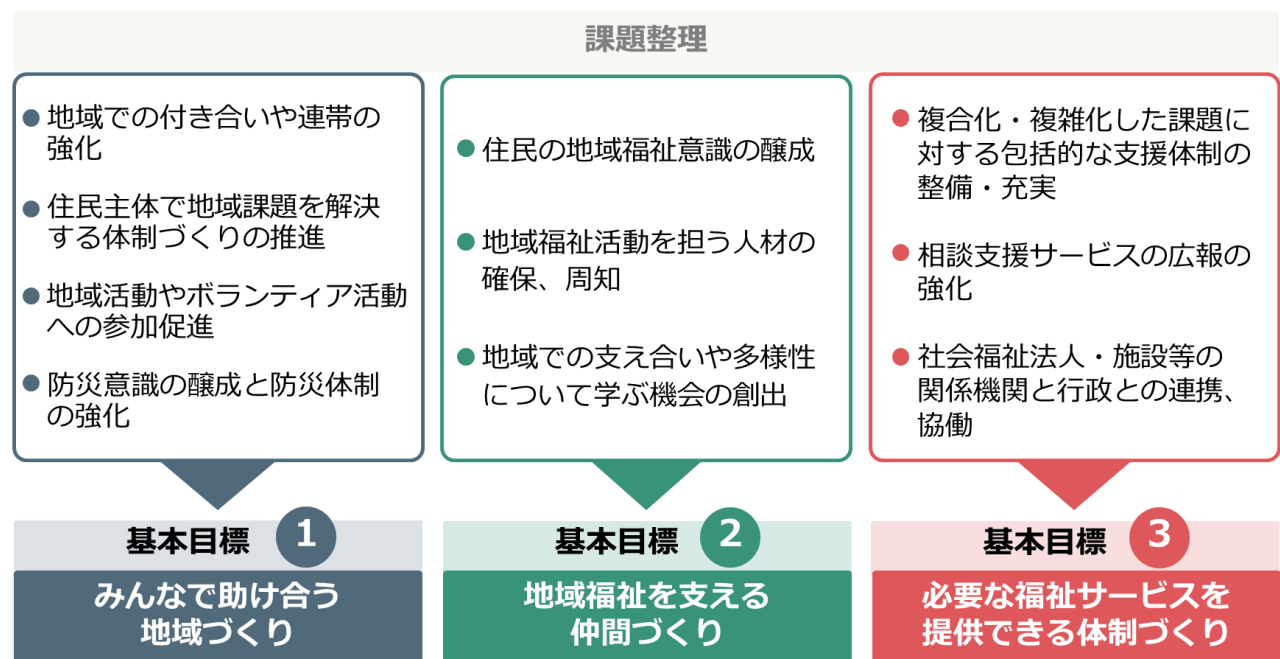 課題整理
● 地域での付き合いや連帯の
強化
● 住民主体で地域課題を解決
する体制づくりの推進
● 地域活動やボランティア活動
への参加促進
● 防災意識の醸成と防災体制
の強化
● 住民の地域福祉意識の醸成
● 地域福祉活動を担う人材の
確保、周知
● 地域での支え合いや多様性
について学ぶ機会の創出
● 複合化・複雑化した課題に
対する包括的な支援体制の
整備・充実
● 相談支援サービスの広報の
強化
● 社会福祉法人・施設等の
関係機関と行政との連携、
協働
基本目標 1
みんなで助け合う
地域づくり
基本目標 2
地域福祉を支える
仲間づくり
基本目標 3
必要な福祉サービスを
提供できる体制づくり